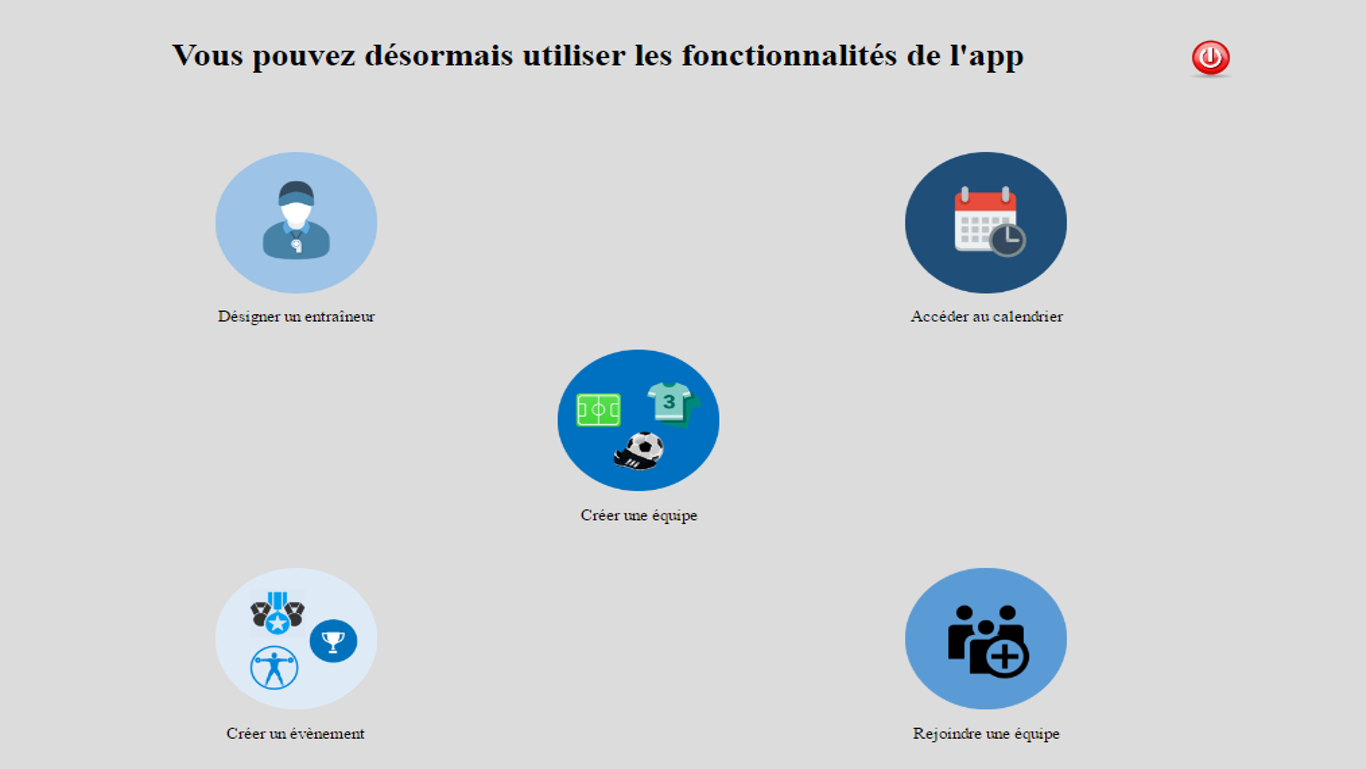 Vous pouvez désormais utiliser les fonctionnalités de l'app
Désigner un entraîneur
Accéder au calendrier
3
Créer une équipe
Créer un évènement
Rejoindre une équipe